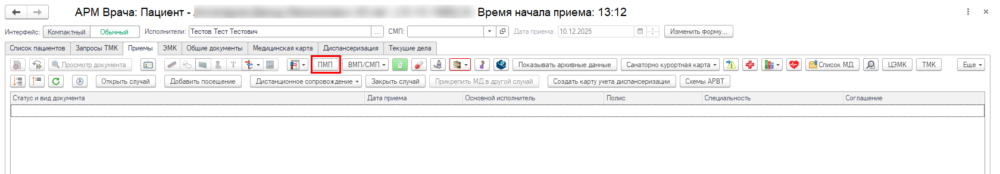 АРМ Врача: Пациент - Время начала приема: 13:12
Интерфейс: Компактный Обычный Исполнители: Тестов Тест Тестович ... СМП: Дата приема: 10.12.2025 Изменить форму...
Список пациентов Запросы ТМК Приемы ЭМК Общие документы Медицинская карта Диспансеризация Текущие дела
Просмотр документа T ПМП ВМП/СМП Показывать архивные данные Санаторно курортная карта XYZ Список МД ЦЭМК ТМК Еще
Открыть случай Добавить посещение Дистанционное сопровождение Закрыть случай Прикрепить МД в другой случай Создать карту учета диспансеризации Схемы АРВТ
Статус и вид документа Дата приема Основной исполнитель Полис Специальность Соглашение